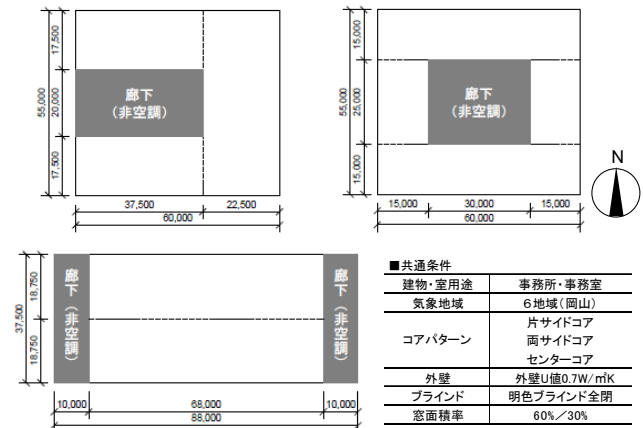 17,500
20,000
17,500
55,000
廊下
(非空調)
37,500
22,500
60,000
15,000
25,000
15,000
55,000
廊下
(非空調)
15,000
30,000
15,000
60,000
N
18,750
18,750
37,500
廊下(非空調)
廊下(非空調)
10,000
68,000
10,000
88,000
■共通条件
建物・室用途 事務所・事務室
気象地域 6地域(岡山)
コアパターン 片サイドコア
両サイドコア
センターコア
外壁 外壁U値0.7W/㎡K
ブラインド 明色ブラインド全閉
窓面積率 60%/30%